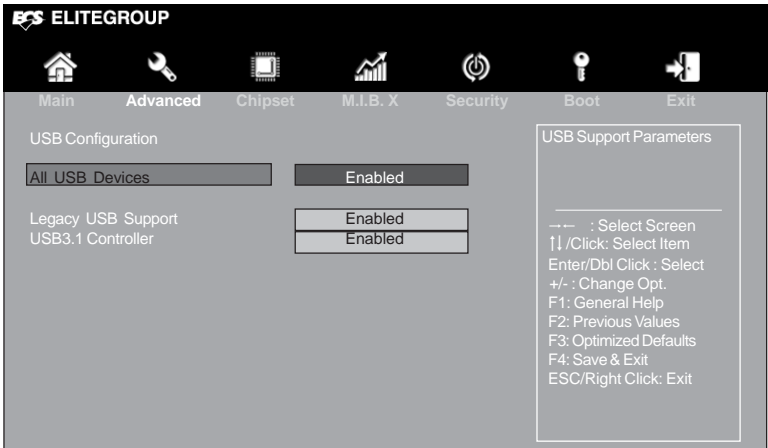 ECS ELITEGROUP
Main Advanced Chipset M.I.B. X Security Boot Exit
USB Configuration
All USB Devices Enabled
Legacy USB Support Enabled
USB3.1 Controller Enabled
USB Support Parameters
→← : Select Screen
↑↓/Click: Select Item
Enter/Dbl Click : Select
+/- : Change Opt.
F1: General Help
F2: Previous Values
F3: Optimized Defaults
F4: Save & Exit
ESC/Right Click: Exit